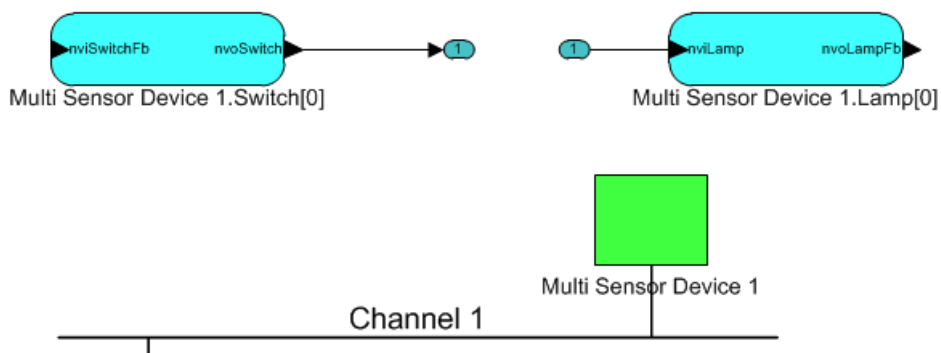 nviSwitchFb nvoSwitch 1 1 nviLamp nvoLampFb
Multi Sensor Device 1.Switch[0] Multi Sensor Device 1.Lamp[0]
Multi Sensor Device 1
Channel 1